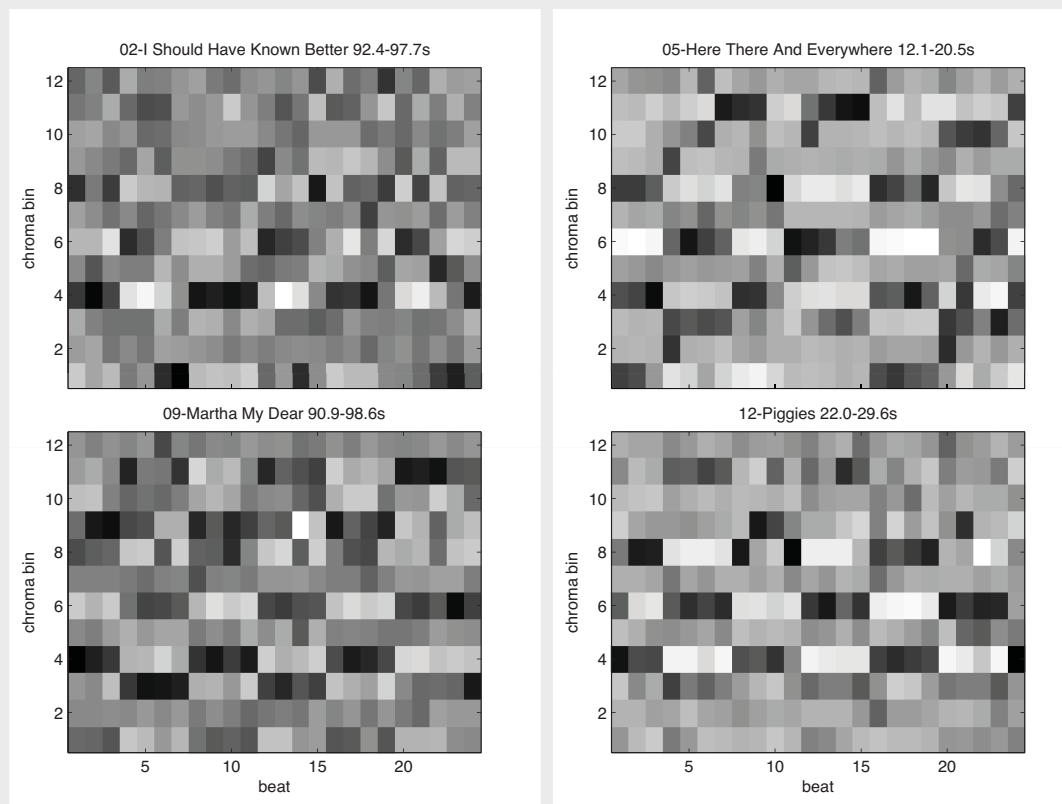 02-I Should Have Known Better 92.4-97.7s
12
10
8
6
4
2
chroma bin
05-Here There And Everywhere 12.1-20.5s
12
10
8
6
4
2
chroma bin
09-Martha My Dear 90.9-98.6s
12
10
8
6
4
2
chroma bin
5 10 15 20
beat
12-Piggies 22.0-29.6s
12
10
8
6
4
2
chroma bin
5 10 15 20
beat